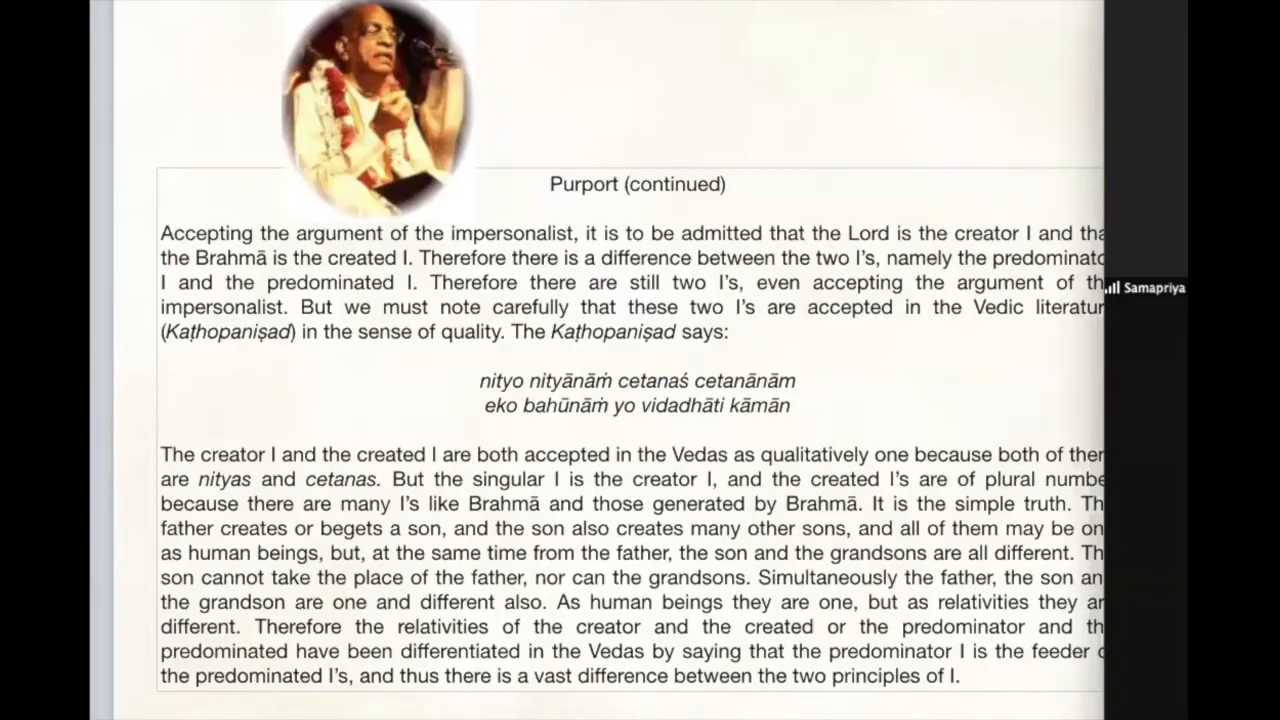 Purport (continued)
Accepting the argument of the impersonalist, it is to be admitted that the Lord is the creator I and tha
the Brahmā is the created I. Therefore there is a difference between the two I's, namely the predominato
I and the predominated I. Therefore there are still two I's, even accepting the argument of th
impersonalist. But we must note carefully that these two I's are accepted in the Vedic literatur
(Kaṭhopaniṣad) in the sense of quality. The Kaṭhopaniṣad says:
nityo nityānāṁ cetanaś cetanānām
eko bahūnāṁ yo vidadhāti kāmān
The creator I and the created I are both accepted in the Vedas as qualitatively one because both of ther
are nityas and cetanas. But the singular I is the creator I, and the created I's are of plural numbe
because there are many I's like Brahmā and those generated by Brahmā. It is the simple truth. Th
father creates or begets a son, and the son also creates many other sons, and all of them may be on
as human beings, but, at the same time from the father, the son and the grandsons are all different. Th
son cannot take the place of the father, nor can the grandsons. Simultaneously the father, the son an
the grandson are one and different also. As human beings they are one, but as relativities they ar
different. Therefore the relativities of the creator and the created or the predominator and th
predominated have been differentiated in the Vedas by saying that the predominator I is the feeder
the predominated I's, and thus there is a vast difference between the two principles of I.
Samapriya